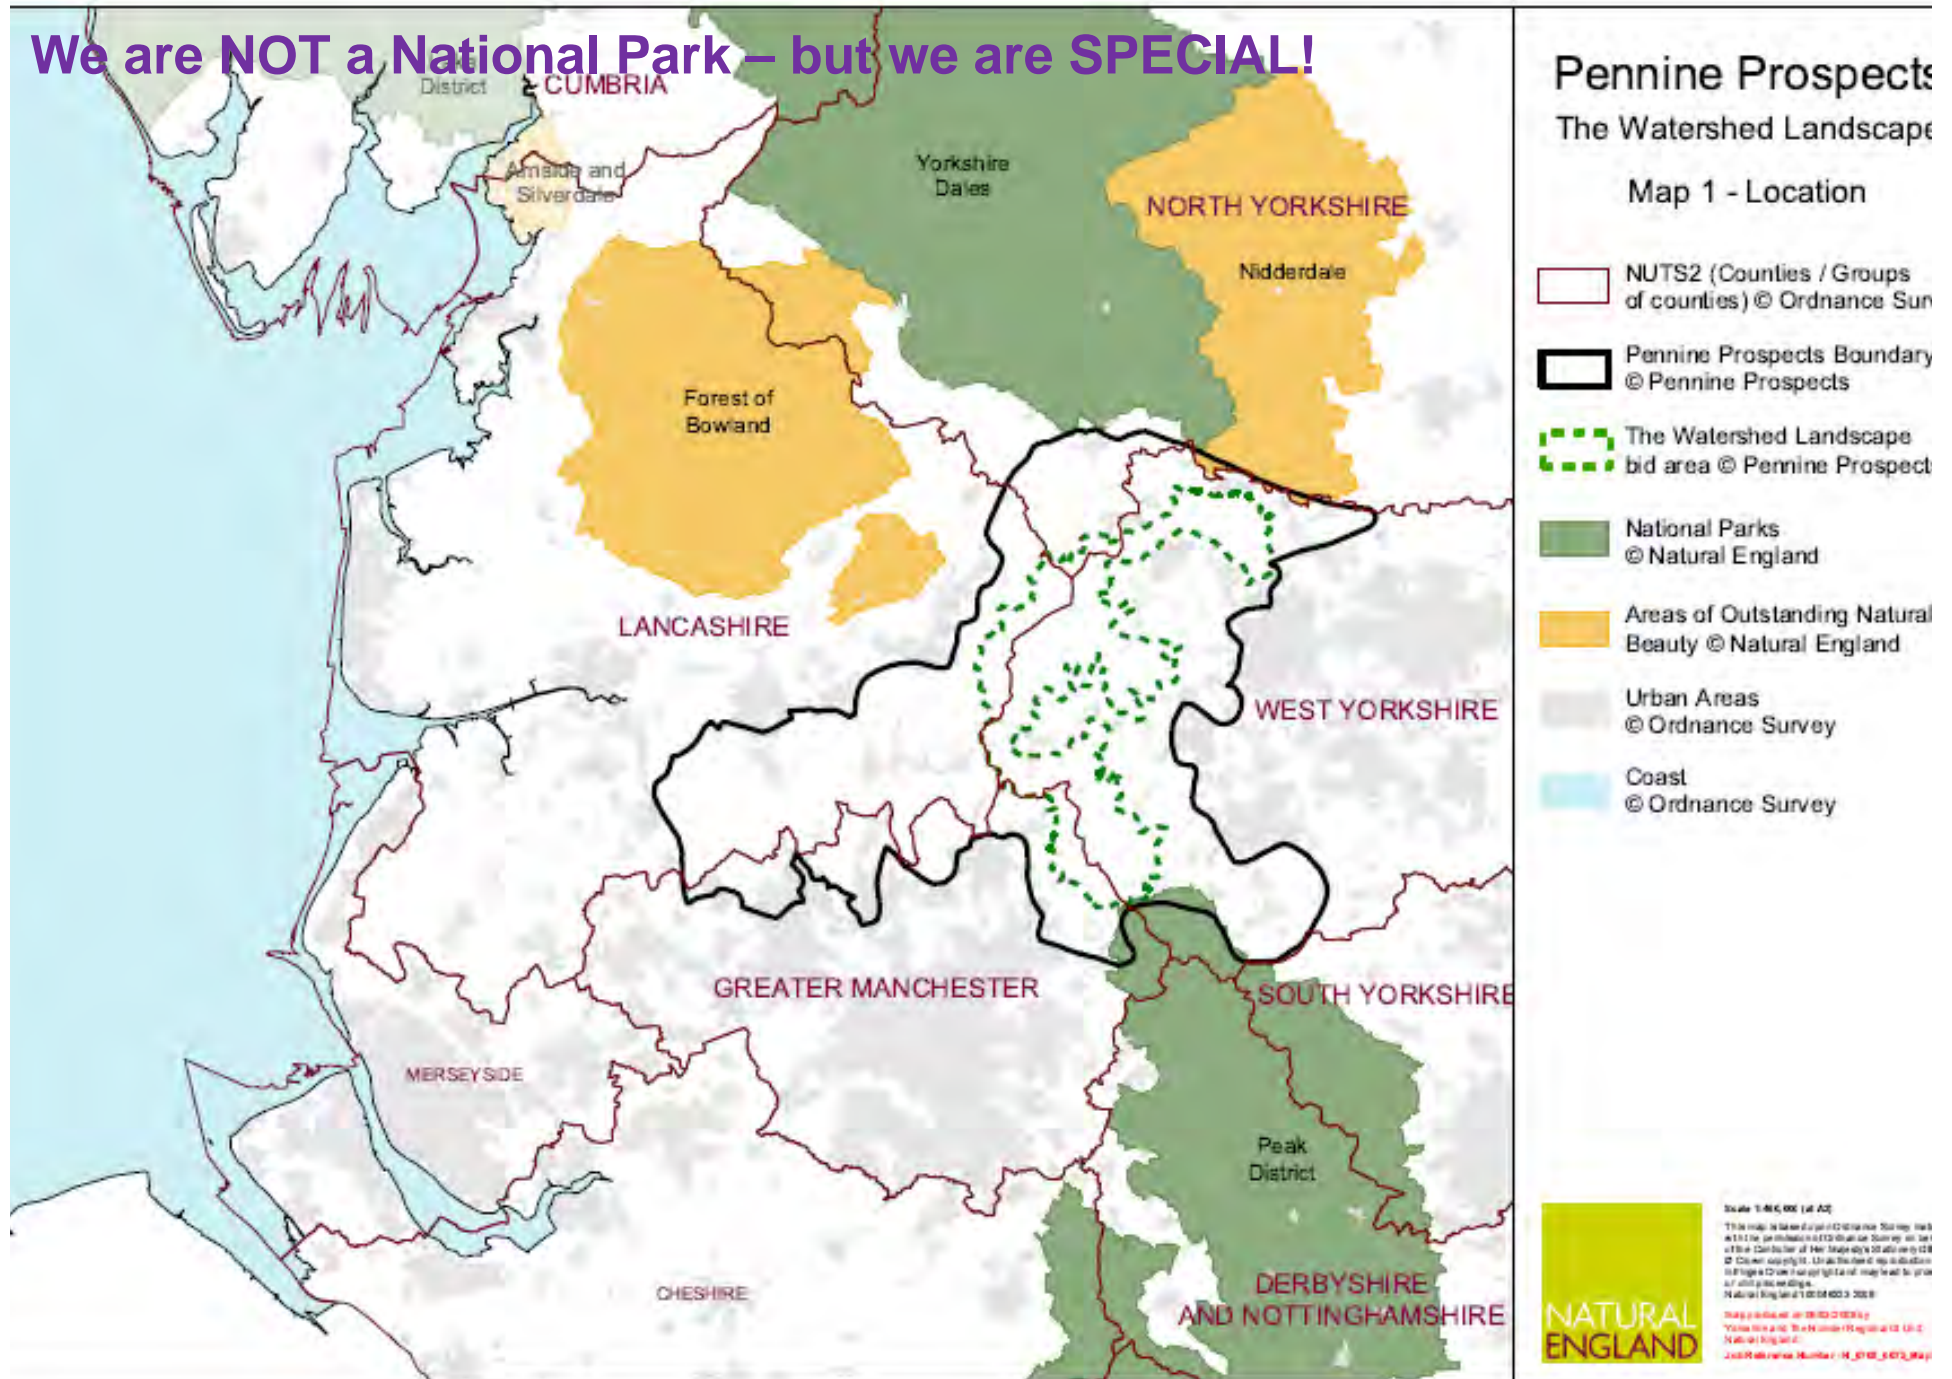 We are NOT a National Park – but we are SPECIAL!
District
CUMBRIA
Arnside and
Silverdale
Yorkshire
Dales
NORTH YORKSHIRE
Nidderdale
Forest of
Bowland
LANCASHIRE
WEST YORKSHIRE
GREATER MANCHESTER
SOUTH YORKSHIRE
MERSEYSIDE
Peak
District
CHESHIRE
DERBYSHIRE
AND NOTTINGHAMSHIRE
Pennine Prospects
The Watershed Landscape
Map 1 - Location
NUTS2 (Counties / Groups
of counties) © Ordnance Surv
Pennine Prospects Boundary
© Pennine Prospects
The Watershed Landscape
bid area © Pennine Prospect
National Parks
© Natural England
Areas of Outstanding Natural
Beauty © Natural England
Urban Areas
© Ordnance Survey
Coast
© Ordnance Survey
NATURAL
ENGLAND